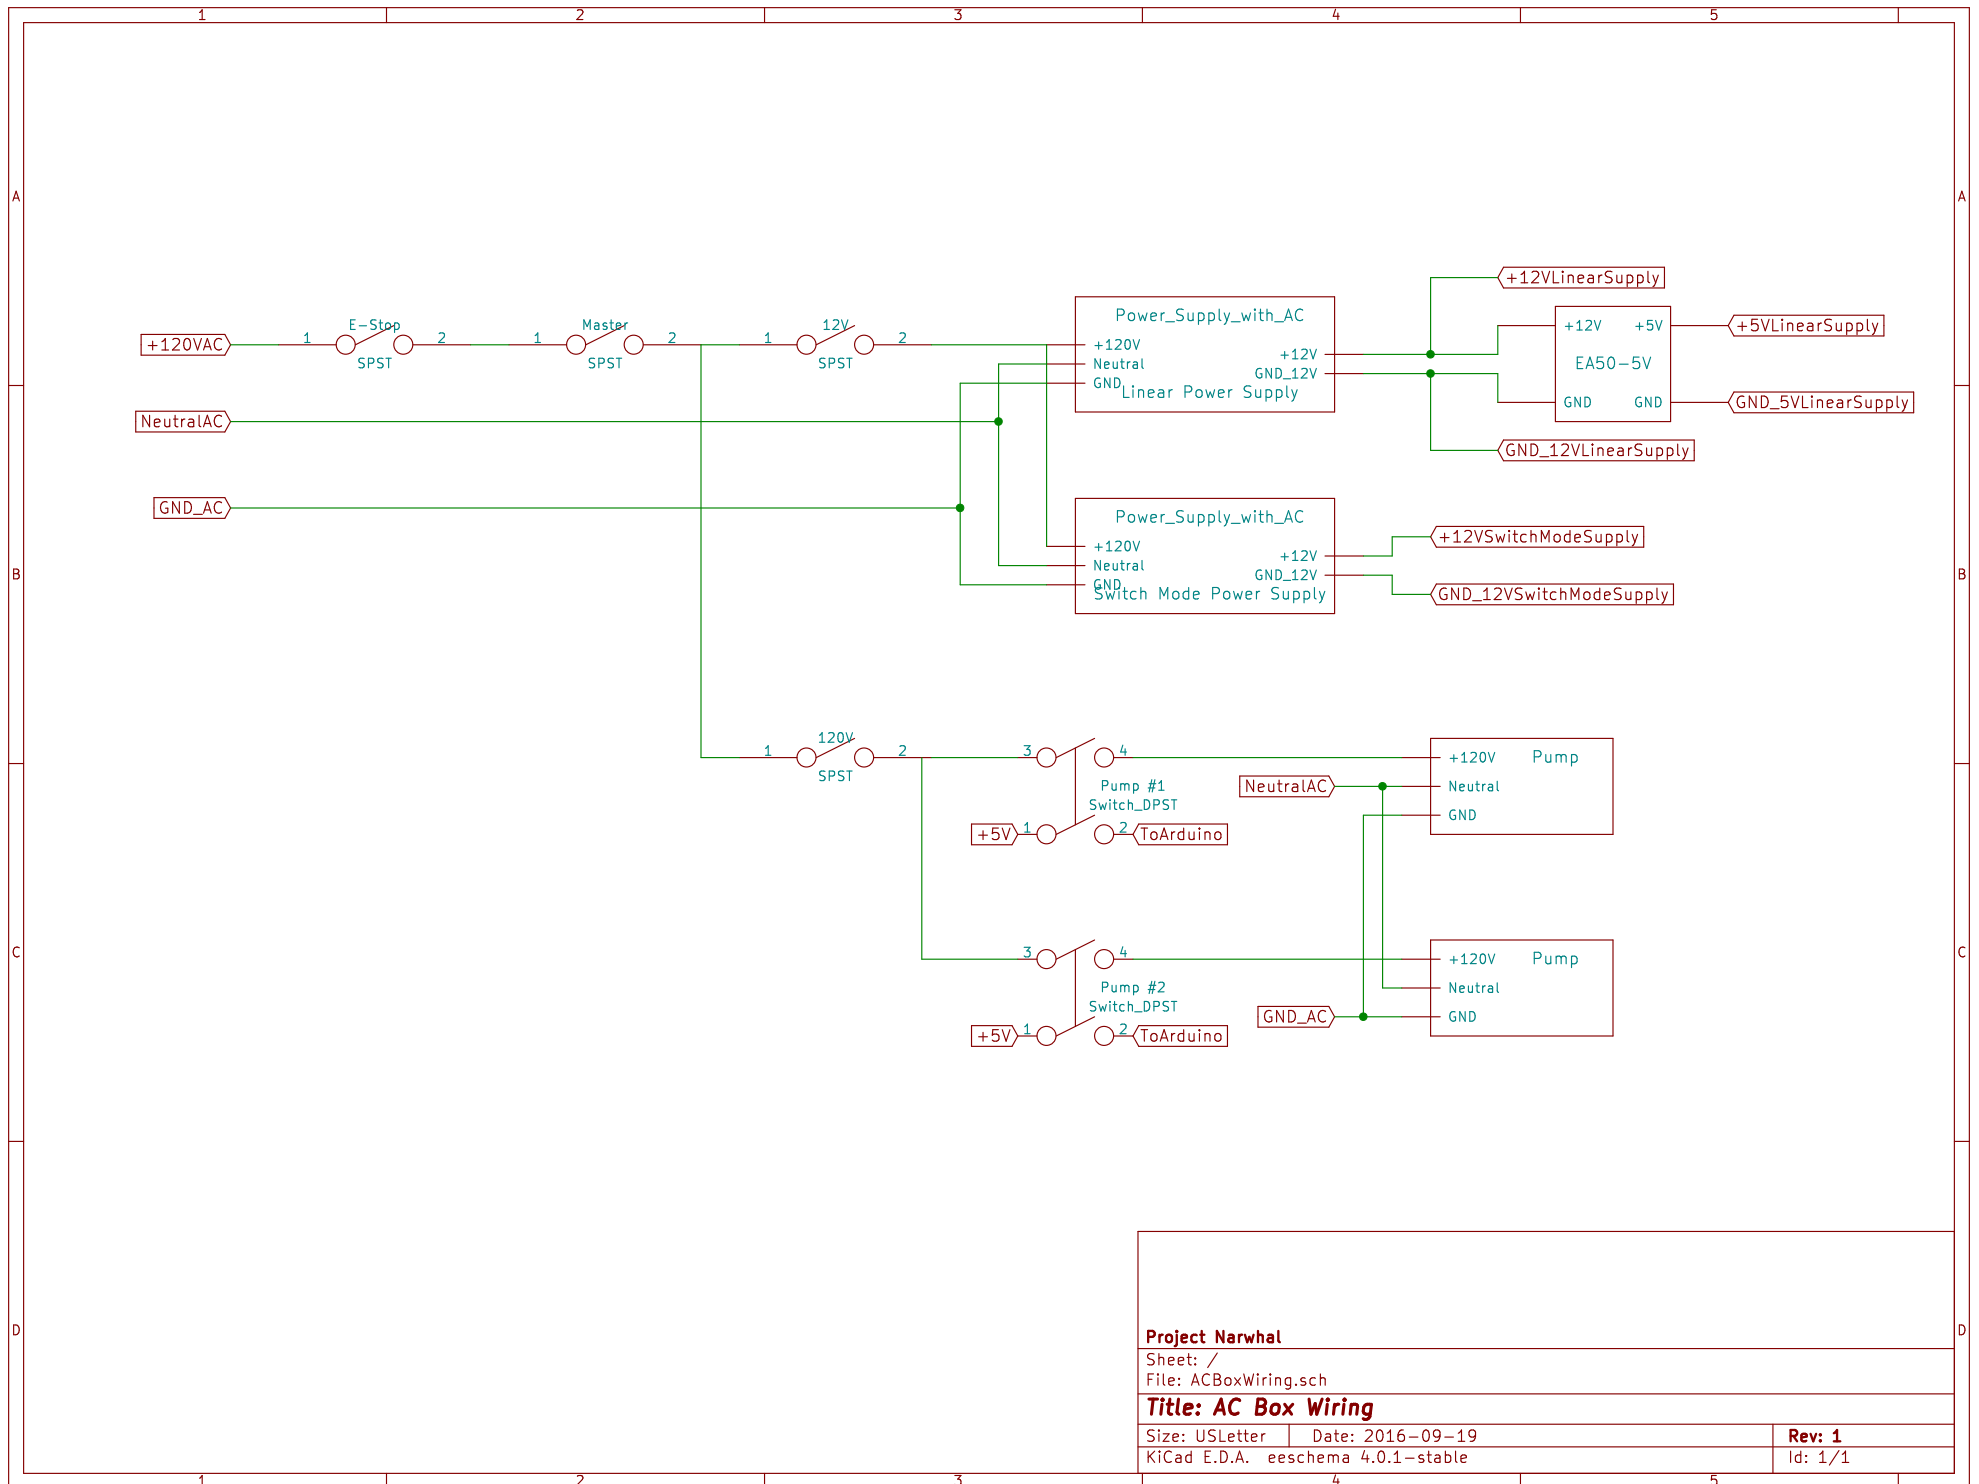 1 2 3 4 5
A A
+12VLinearSupply
Power_Supply_with_AC
E-Stop Master 12V
+12V +5V +5VLinearSupply
+120VAC 1 2 1 2 1 2 +120V
SPST SPST SPST
Neutral +12V EA50-5V
GND GND_12V
Linear Power Supply
GND GND GND_5VLinearSupply
NeutralAC
GND_12VLinearSupply
GND_AC
Power_Supply_with_AC
+12VSwitchModeSupply
+120V
+12V
Neutral
GND_12V
B B
GND
Switch Mode Power Supply
GND_12VSwitchModeSupply
120V
1 2 3 4 +120V Pump
SPST
Pump #1 NeutralAC Neutral
Switch_DPST
GND
+5V 1 2 ToArduino
C C
3 4 +120V Pump
Pump #2 Neutral
Switch_DPST
GND_AC GND
+5V 1 2 ToArduino
D D
Project Narwhal
Sheet: /
File: ACBoxWiring.sch
Title: AC Box Wiring
Size: USLetter Date: 2016-09-19 Rev: 1
KiCad E.D.A. eeschema 4.0.1-stable Id: 1/1
1 2 3 4 5